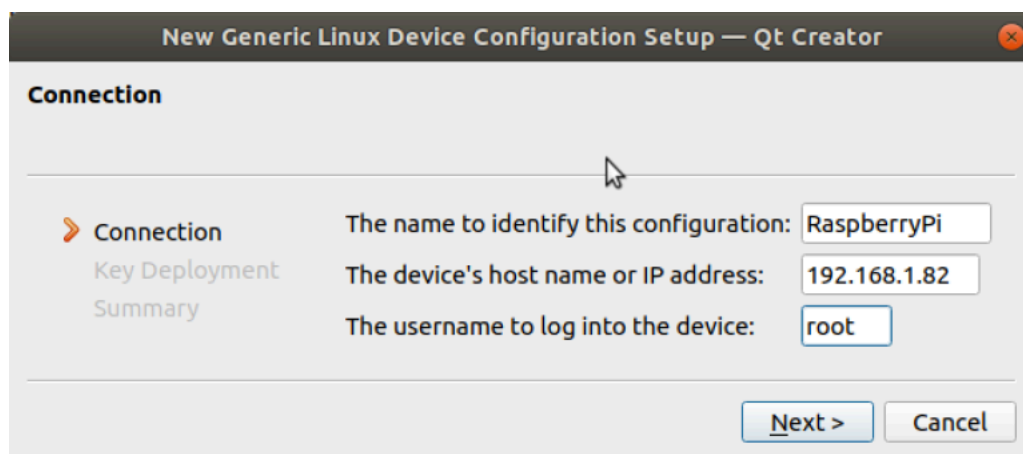 New Generic Linux Device Configuration Setup — Qt Creator
Connection
Connection
Key Deployment
Summary
The name to identify this configuration: RaspberryPi
The device's host name or IP address: 192.168.1.82
The username to log into the device: root
Next >
Cancel